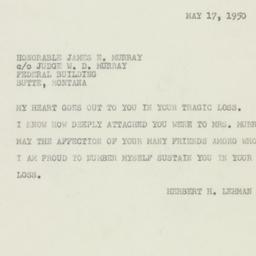 MAY 17, 1950
HONORABLE JAMES E. MURRAY
c/o JUDGE W. D. MURRAY
FEDERAL BUILDING
BUTTE, MONTANA
MY HEART GOES OUT TO YOU IN YOUR TRAGIC LOSS.
I KNOW HOW DEEPLY ATTACHED YOU WERE TO MRS. MURR
MAY THE AFFECTION OF YOUR MANY FRIENDS AMONG WHO
I AM PROUD TO NUMBER MYSELF SUSTAIN YOU IN YOUR
LOSS.
HERBERT H. LEHMAN